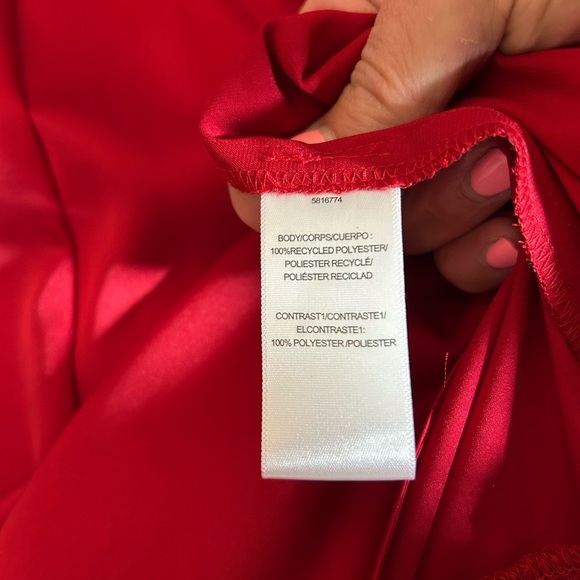 5816774
BODY/CORPS/CUERPO :
100%RECYCLED POLYESTER/
POLIESTER RECYCLÉ/
POLIÉSTER RECICLAD
CONTRAST1/CONTRASTE1/
ELCONTRASTE1:
100% POLYESTER /POLIESTER